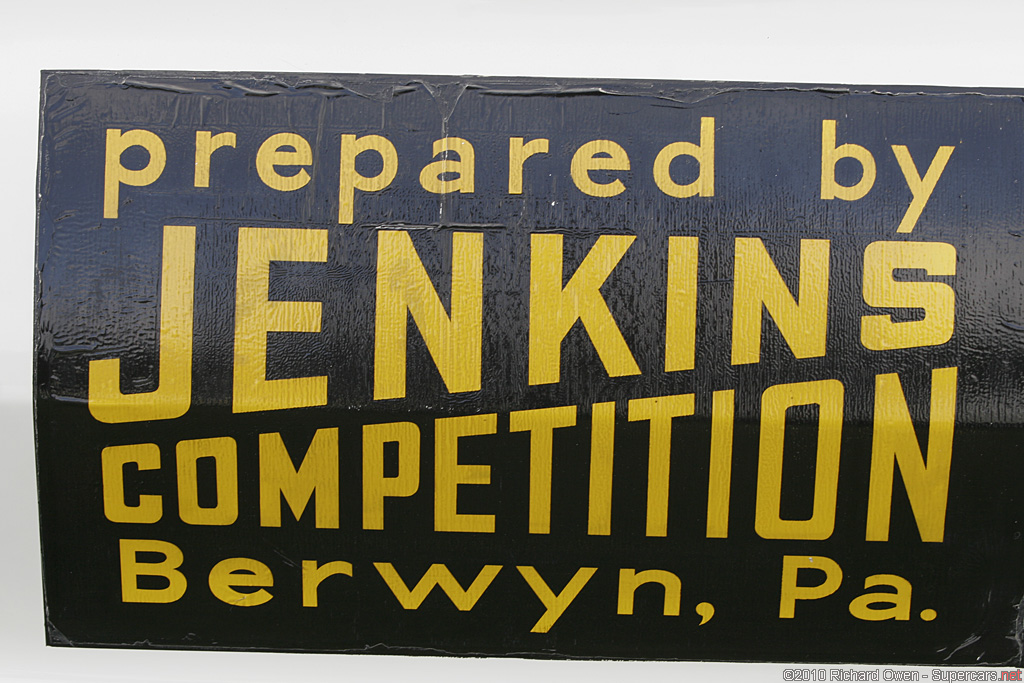 prepared by
JENKINS
COMPETITION
Berwyn, Pa.
©2010 Richard Owen - Supercars.net